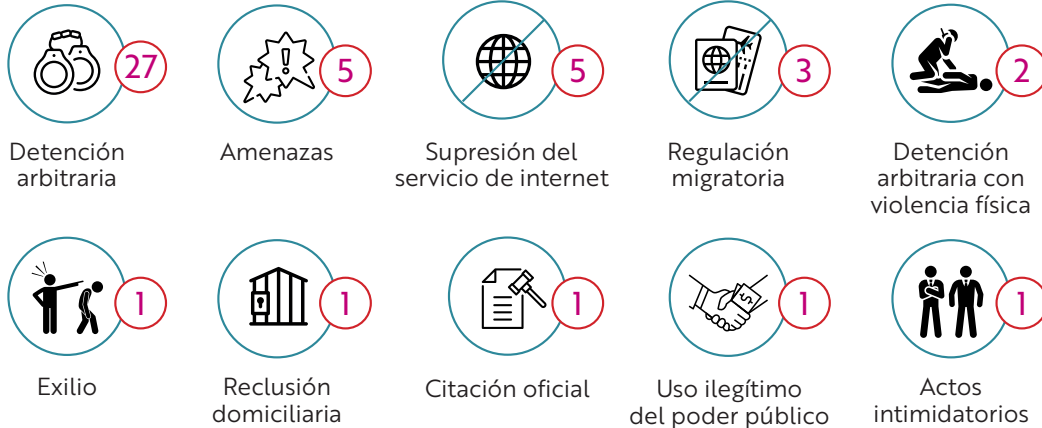 27
5
5
3
2
Detención
arbitraria
Amenazas
Supresión del
servicio de internet
Regulación
migratoria
Detención
arbitraria con
violencia física
1
1
1
1
1
Exilio
Reclusión
domiciliaria
Citación oficial
Uso ilegítimo
del poder público
Actos
intimidatorios